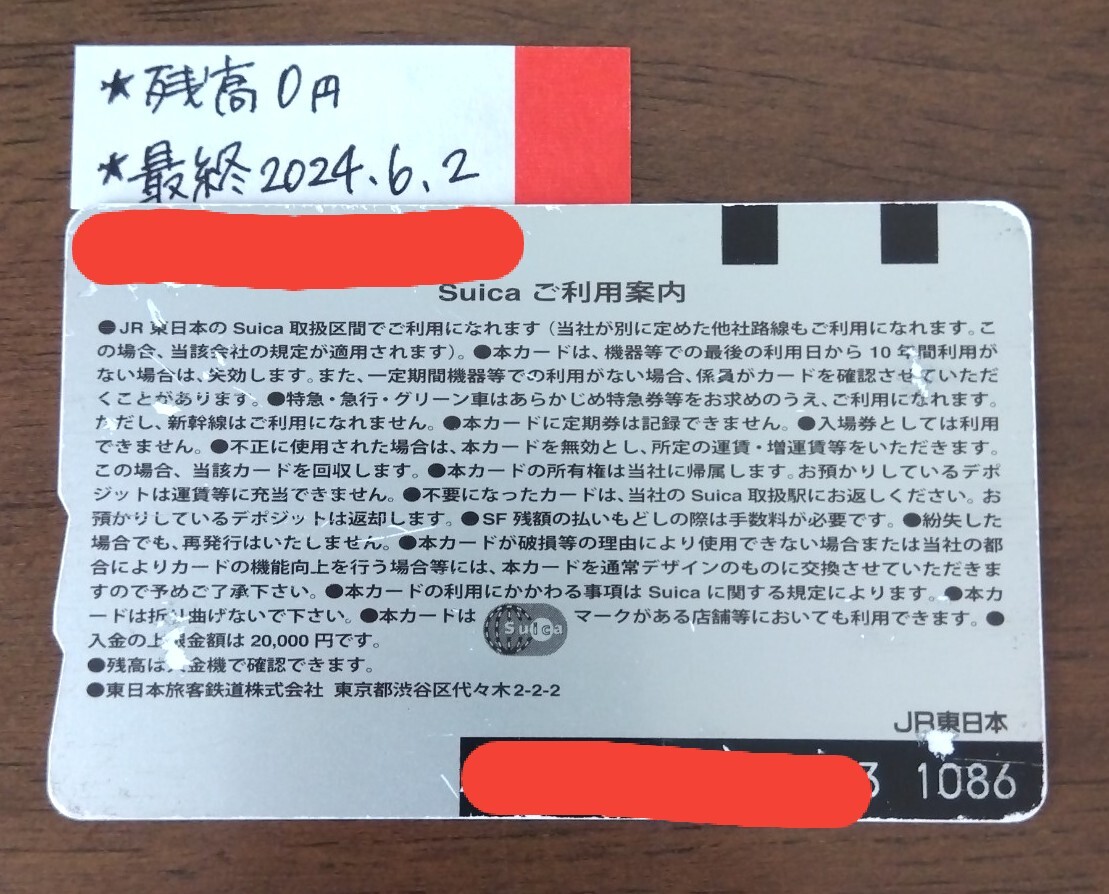 ★残高0円
★最終2024.6.2
Suica ご利用案内
●JR 東日本の Suica 取扱区間でご利用になれます（当社が別に定めた他社路線もご利用になれます。こ
の場合、当該会社の規定が適用されます）。●本カードは、機器等での最後の利用日から 10 年間利用が
ない場合は、失効します。また、一定期間機器等での利用がない場合、係員がカードを確認させていただ
くことがあります。●特急・急行・グリーン車はあらかじめ特急券等をお求めのうえ、ご利用になれます。
ただし、新幹線はご利用になれません。●本カードに定期券は記録できません。●入場券としては利用
できません。●不正に使用された場合は、本カードを無効とし、所定の運賃・増運賃等をいただきます。
この場合、当該カードを回収します。●本カードの所有権は当社に帰属します。お預かりしているデポ
ジットは運賃等に充当できません。●不要になったカードは、当社の Suica 取扱駅にお返しください。お
預かりしているデポジットは返却します。●SF 残額の払いもどしの際は手数料が必要です。●紛失した
場合でも、再発行はいたしません。●本カードが破損等の理由により使用できない場合または当社の都
合によりカードの機能向上を行う場合等には、本カードを通常デザインのものに交換させていただきま
すので予めご了承下さい。●本カードの利用にかかわる事項は Suica に関する規定によります。●本カ
ードは折り曲げないで下さい。●本カードは Suica マークがある店舗等においても利用できます。●
入金の上限金額は 20,000 円です。
●残高は入金機で確認できます。
●東日本旅客鉄道株式会社 東京都渋谷区代々木2-2-2
JR東日本
3 1086